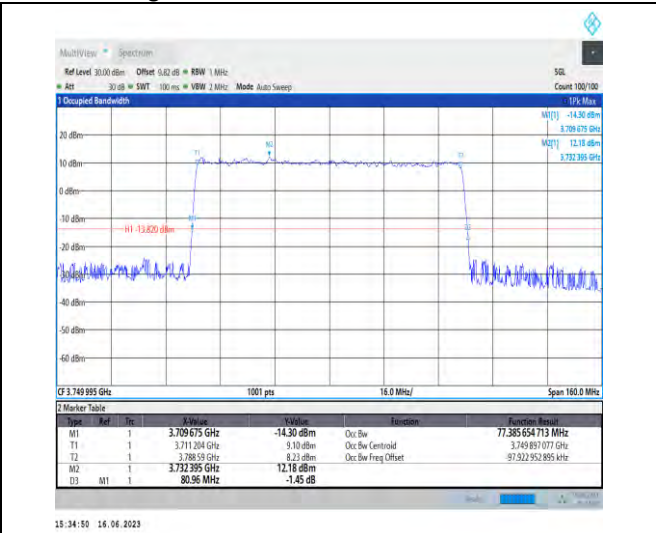 MultiView Spectrum
Ref Level 30.00 dBm Offset 9.82 dB RBW 1 MHz SGL
Att 30 dB SWT 100 ms VBW 2 MHz Mode Auto Sweep Count 100/100
1 Occupied Bandwidth 1Pk Max
M1[1] -14.30 dBm
3.709 675 GHz
M2[1] 12.18 dBm
3.732 395 GHz
20 dBm
M2
T1
10 dBm
0 dBm
-10 dBm
H1 -13.820 dBm
-20 dBm
-40 dBm
-50 dBm
-60 dBm
CF 3.749 995 GHz 1001 pts 16.0 MHz/ Span 160.0 MHz
2 Marker Table
Type Ref Trc X-Value Y-Value Function Function Result
M1 1 3.709 675 GHz -14.30 dBm Occ Bw 77.385 654 713 MHz
T1 1 3.711 204 GHz 9.10 dBm Occ Bw Centroid 3.749 897 077 GHz
T2 1 3.788 59 GHz 8.23 dBm Occ Bw Freq Offset -97.922 952 895 kHz
M2 1 3.732 395 GHz 12.18 dBm
D3 M1 1 80.96 MHz -1.45 dB
15:34:50 16.06.2023